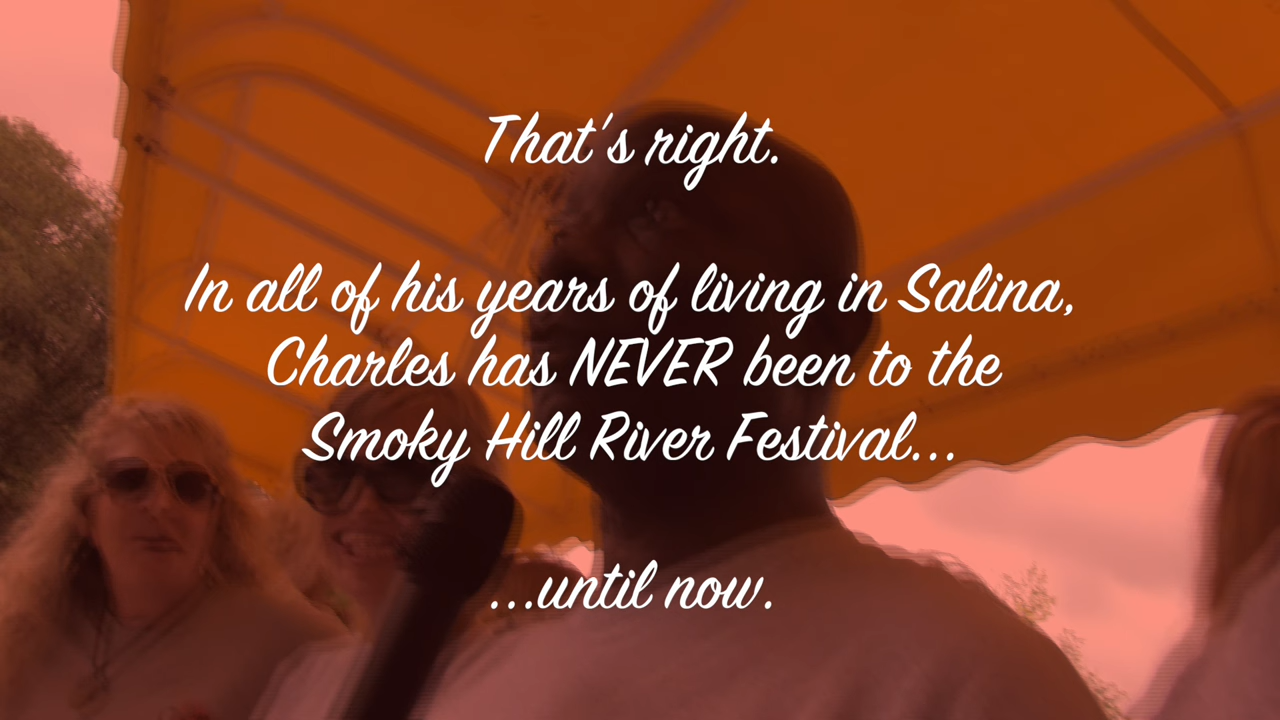 That's right.
In all of his years of living in Salina,
Charles has NEVER been to the
Smoky Hill River Festival...
...until now.